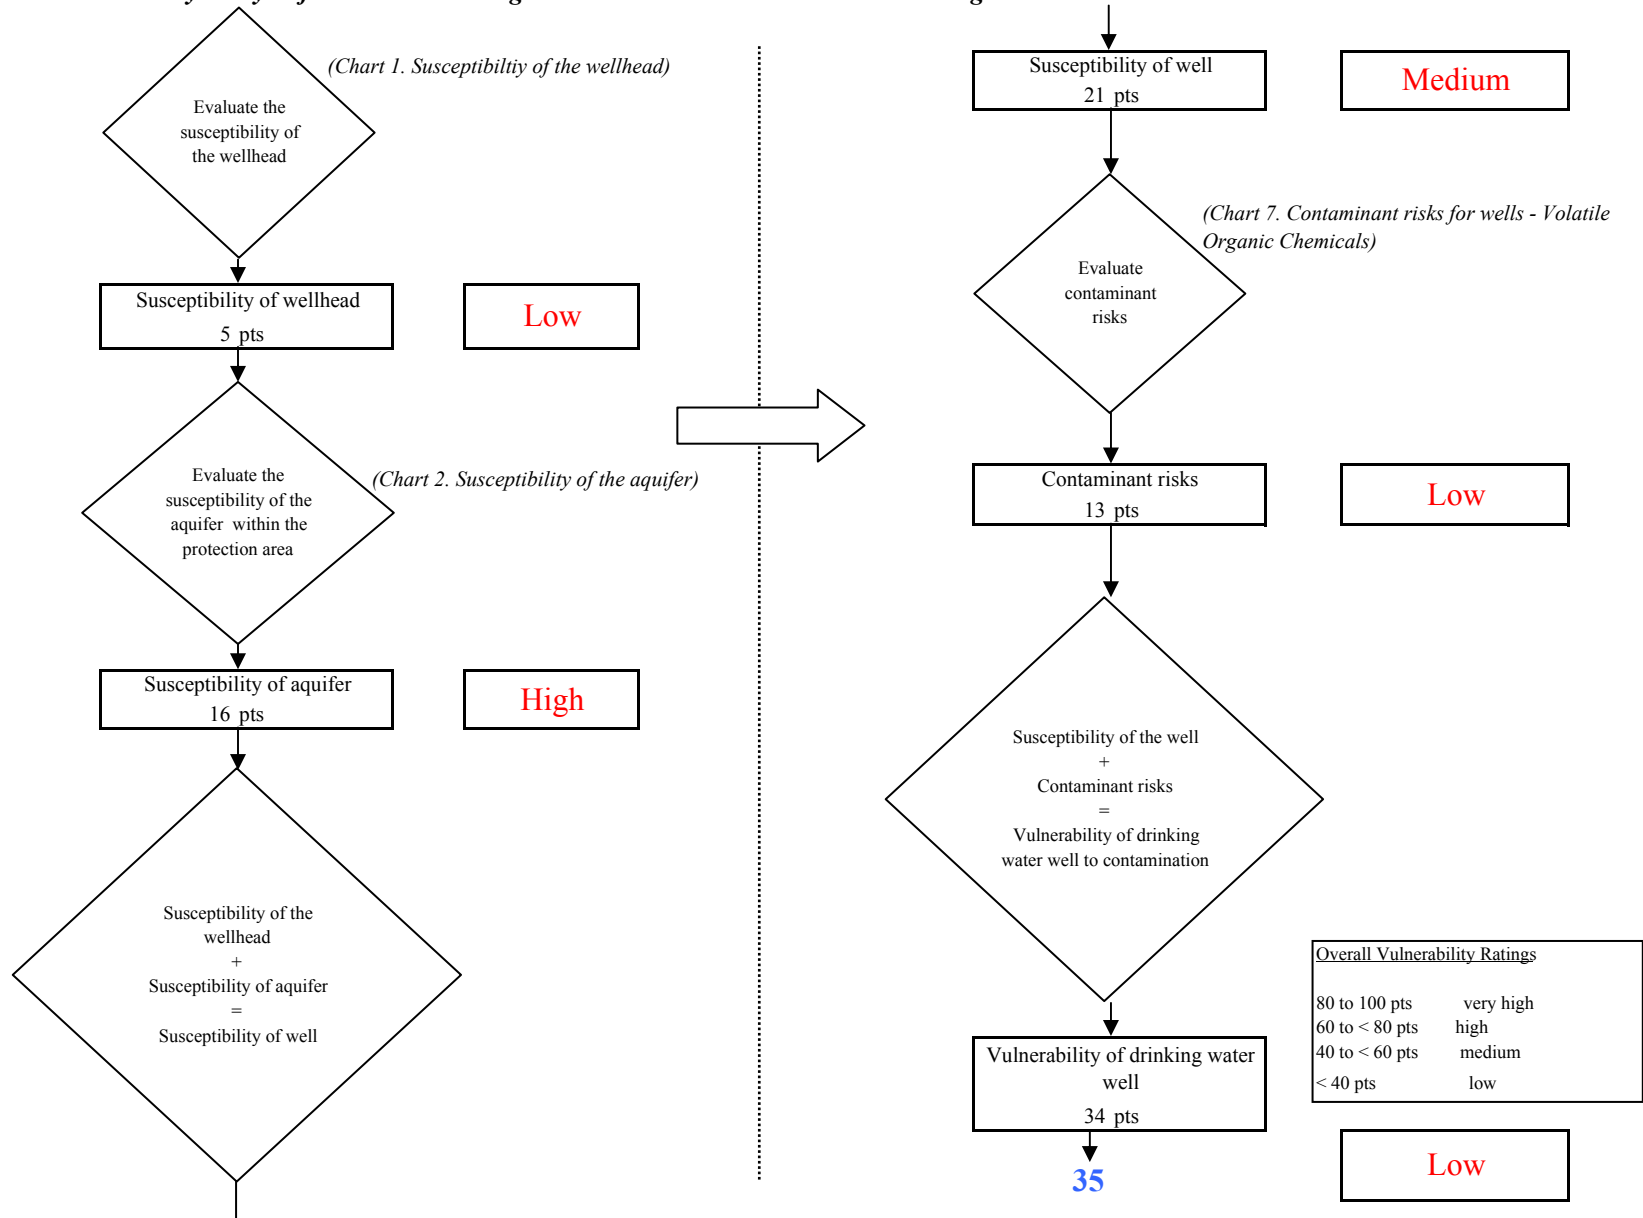 (Chart 1. Susceptibiltiy of the wellhead)
Evaluate the
susceptibility of
the wellhead
Susceptibility of wellhead
5 pts
Low
Evaluate the
susceptibility of the
aquifer within the
protection area
(Chart 2. Susceptibility of the aquifer)
Susceptibility of aquifer
16 pts
High
Susceptibility of the
wellhead
+
Susceptibility of aquifer
=
Susceptibility of well
Susceptibility of well
21 pts
Medium
(Chart 7. Contaminant risks for wells - Volatile
Organic Chemicals)
Evaluate
contaminant
risks
Contaminant risks
13 pts
Low
Susceptibility of the well
+
Contaminant risks
=
Vulnerability of drinking
water well to contamination
Overall Vulnerability Ratings
80 to 100 pts very high
60 to < 80 pts high
40 to < 60 pts medium
< 40 pts low
Vulnerability of drinking water
well
34 pts
35
Low